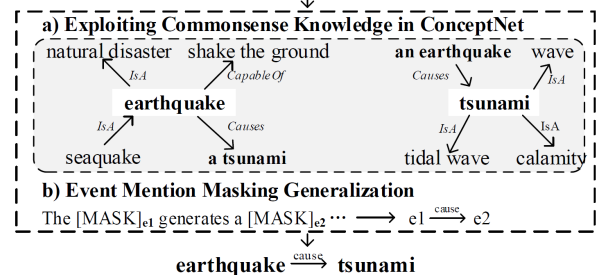 a) Exploiting Commonsense Knowledge in ConceptNet
natural disaster shake the ground an earthquake wave
IsA CapableOf Causes IsA
earthquake tsunami
IsA Causes IsA IsA
seaquake a tsunami tidal wave calamity
b) Event Mention Masking Generalization
The [MASK]e1 generates a [MASK]e2 ··· e1 cause e2
earthquake cause tsunami